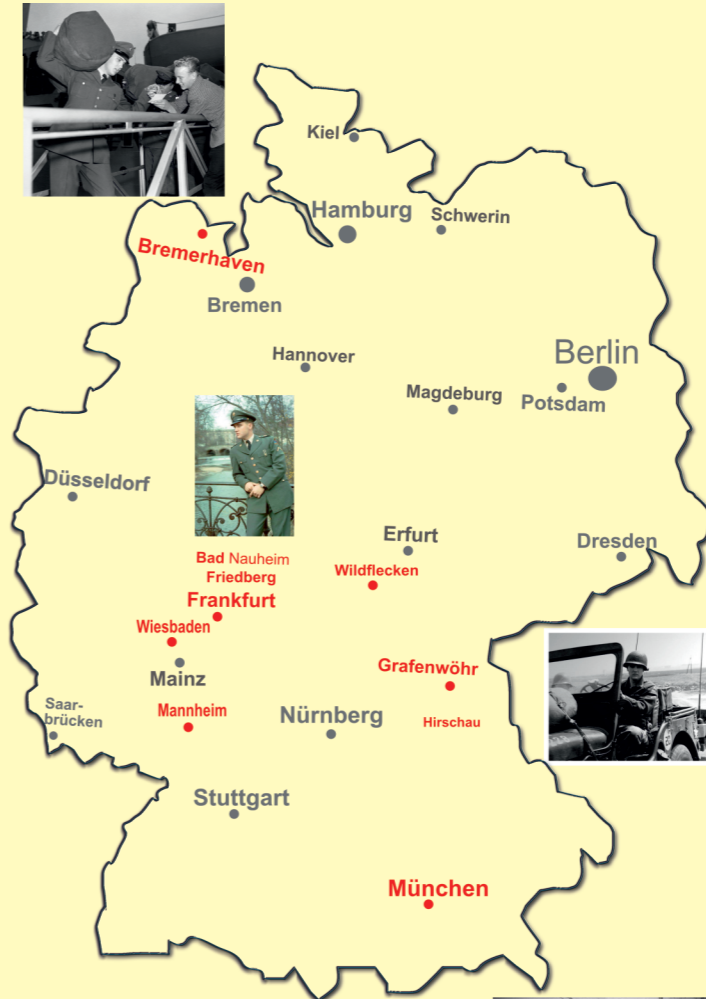 Kiel
Hamburg
Schwerin
Bremerhaven
Bremen
Hannover
Berlin
Magdeburg
Potsdam
Düsseldorf
Erfurt
Dresden
Bad Nauheim
Friedberg
Wildflecken
Frankfurt
Wiesbaden
Mainz
Grafenwöhr
Saar-
brücken
Mannheim
Nürnberg
Hirschau
Stuttgart
München